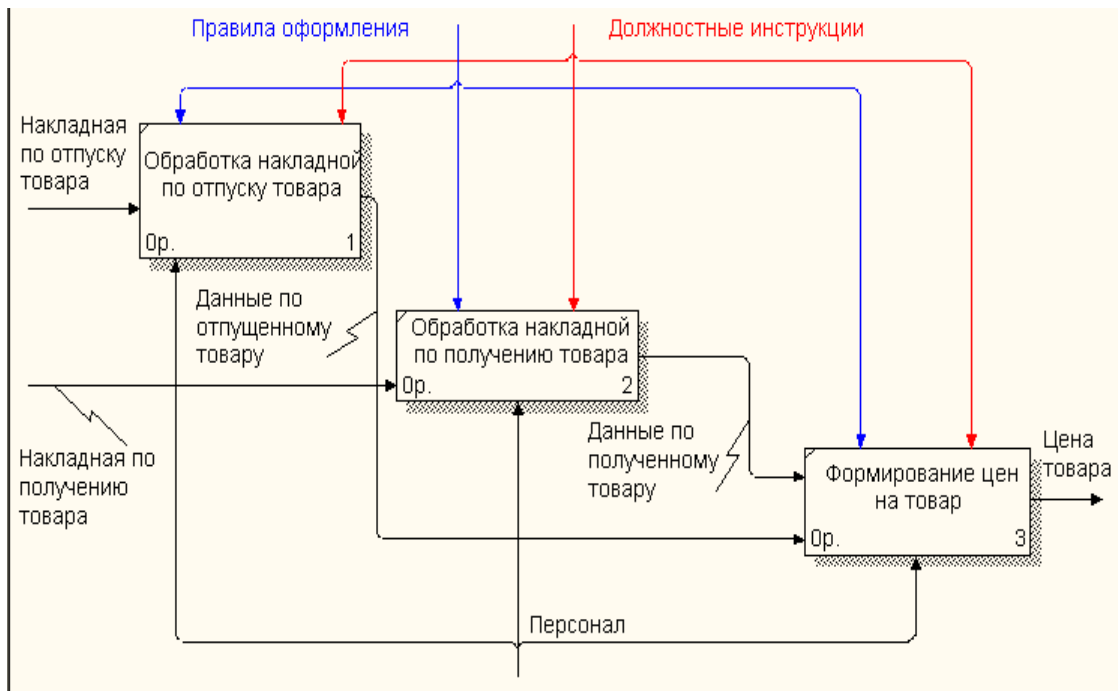 Правила оформления
Должностные инструкции
Накладная
по отпуску
товара
Обработка накладной
по отпуску товара
0р.
1
Данные по
отпущенному
товару
Обработка накладной
по получению товара
0р.
2
Накладная по
получению
товара
Данные по
полученному
товару
Формирование цен
на товар
0р.
3
Цена
товара
Персонал